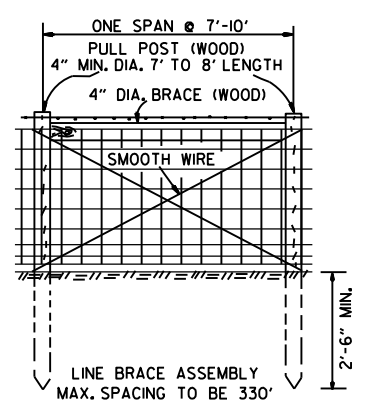 ONE SPAN @ 7'-10'
PULL POST (WOOD)
4" MIN. DIA. 7' TO 8' LENGTH
4" DIA. BRACE (WOOD)
SMOOTH WIRE
2'-6" MIN.
LINE BRACE ASSEMBLY
MAX. SPACING TO BE 330'